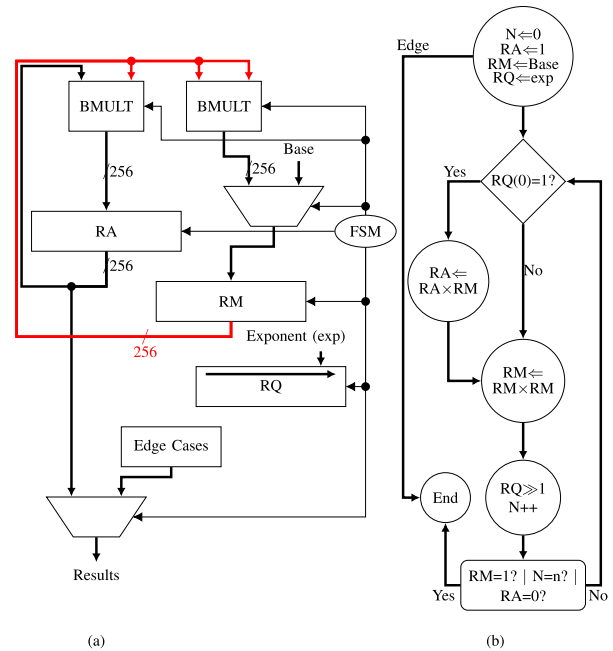 BMULT
BMULT
256
256
Base
RA
FSM
256
RM
256
Exponent (exp)
RQ
Edge Cases
Results
(a)
N⇐0
RA⇐1
RM⇐Base
RQ⇐exp
Edge
RQ(0)=1?
Yes
No
RA⇐
RA×RM
RM⇐
RM×RM
RQ≫1
N++
End
RM=1? | N=n? |
RA=0?
Yes
No
(b)